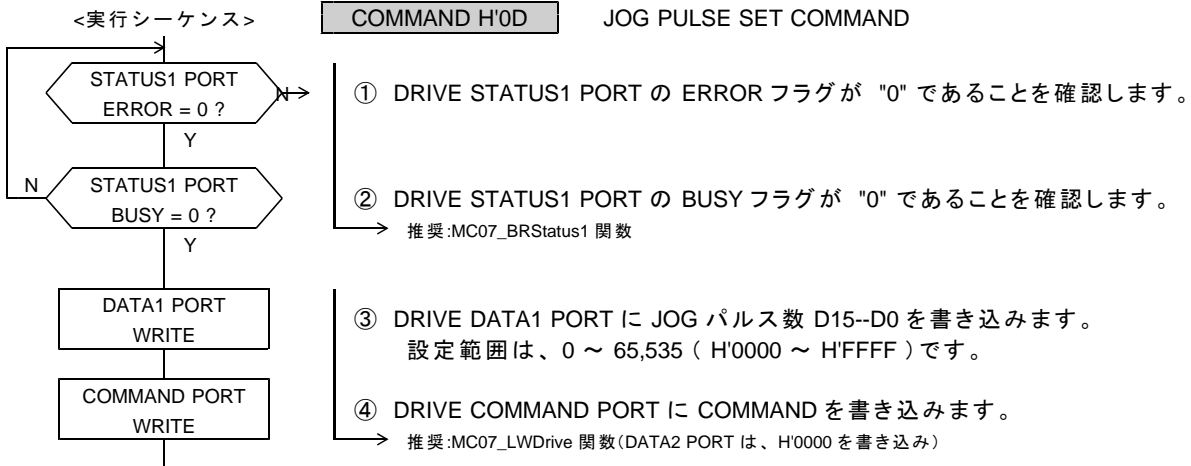 <実行シーケンス>
COMMAND H'0D
JOG PULSE SET COMMAND
STATUS1 PORT
ERROR = 0 ?
N
Y
① DRIVE STATUS1 PORT の ERROR フラグが "0" であることを確認します。
N
STATUS1 PORT
BUSY = 0 ?
Y
② DRIVE STATUS1 PORT の BUSY フラグが "0" であることを確認します。
推奨:MC07_BRStatus1 関数
DATA1 PORT
WRITE
③ DRIVE DATA1 PORT に JOG パルス数 D15--D0 を書き込みます。
設定範囲は、0 ～ 65,535 ( H'0000 ～ H'FFFF ) です。
COMMAND PORT
WRITE
④ DRIVE COMMAND PORT に COMMAND を書き込みます。
推奨:MC07_LWDrive 関数(DATA2 PORT は、H'0000 を書き込み)